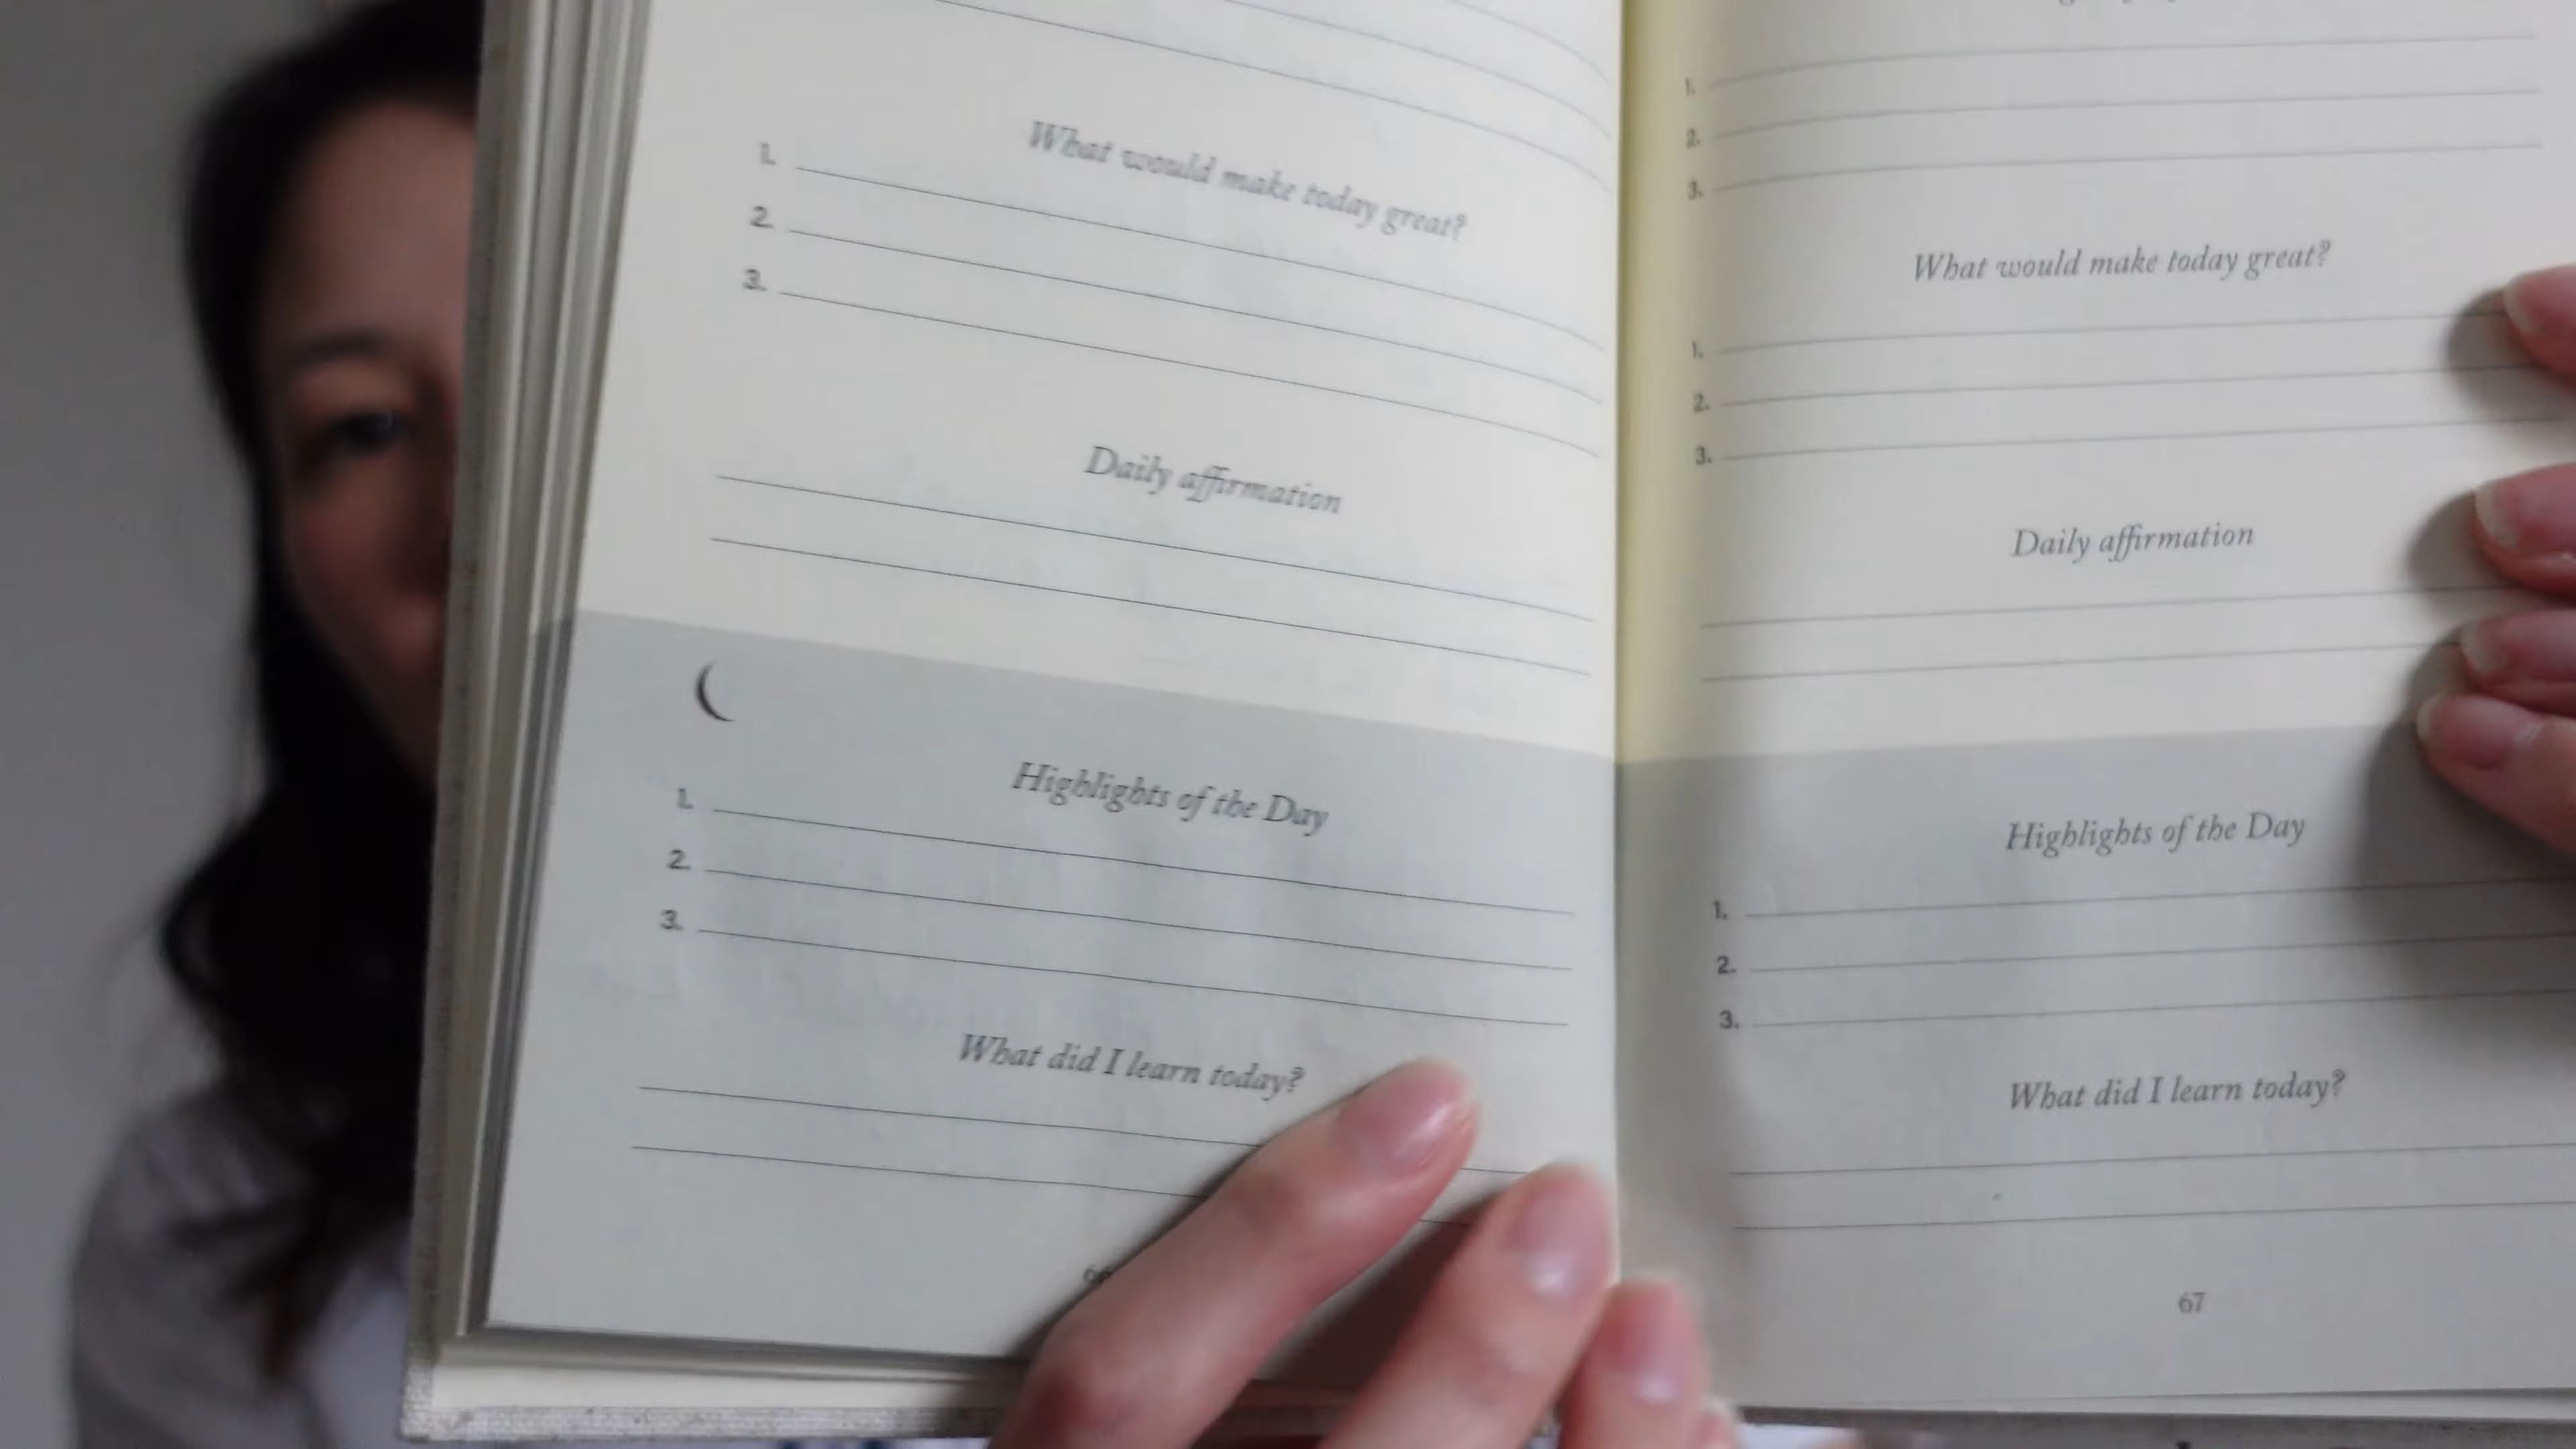 What would make today great?
1.
2.
3.
Daily affirmation
Highlights of the Day
1.
2.
3.
What did I learn today?
1.
2.
3.
What would make today great?
1.
2.
3.
Daily affirmation
Highlights of the Day
1.
2.
3.
What did I learn today?
67